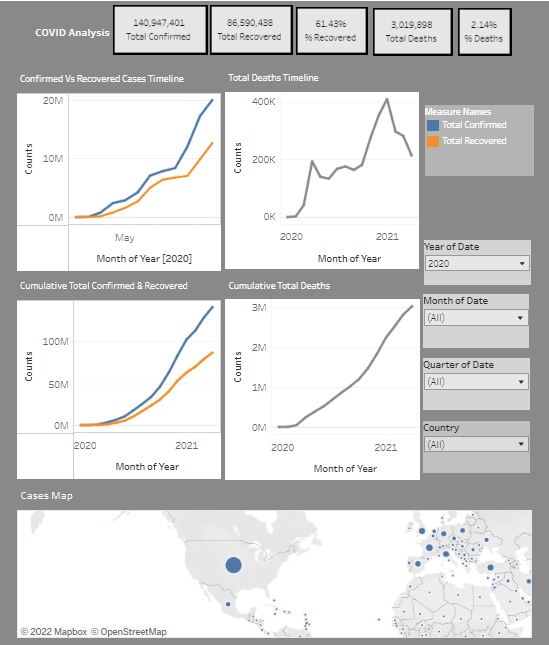 COVID Analysis
140,947,401
Total Confirmed
86,590,438
Total Recovered
61.43%
% Recovered
3,019,898
Total Deaths
2.14%
% Deaths
Confirmed Vs Recovered Cases Timeline
20M
10M
0M
Counts
May
Month of Year [2020]
Total Deaths Timeline
400K
200K
0K
Counts
2020 2021
Month of Year
Measure Names
Total Confirmed
Total Recovered
Year of Date
2020
Month of Date
(All)
Quarter of Date
(All)
Country
(All)
Cumulative Total Confirmed & Recovered
100M
50M
0M
Counts
2020 2021
Month of Year
Cumulative Total Deaths
3M
2M
1M
0M
Counts
2020 2021
Month of Year
Cases Map
© 2022 Mapbox © OpenStreetMap